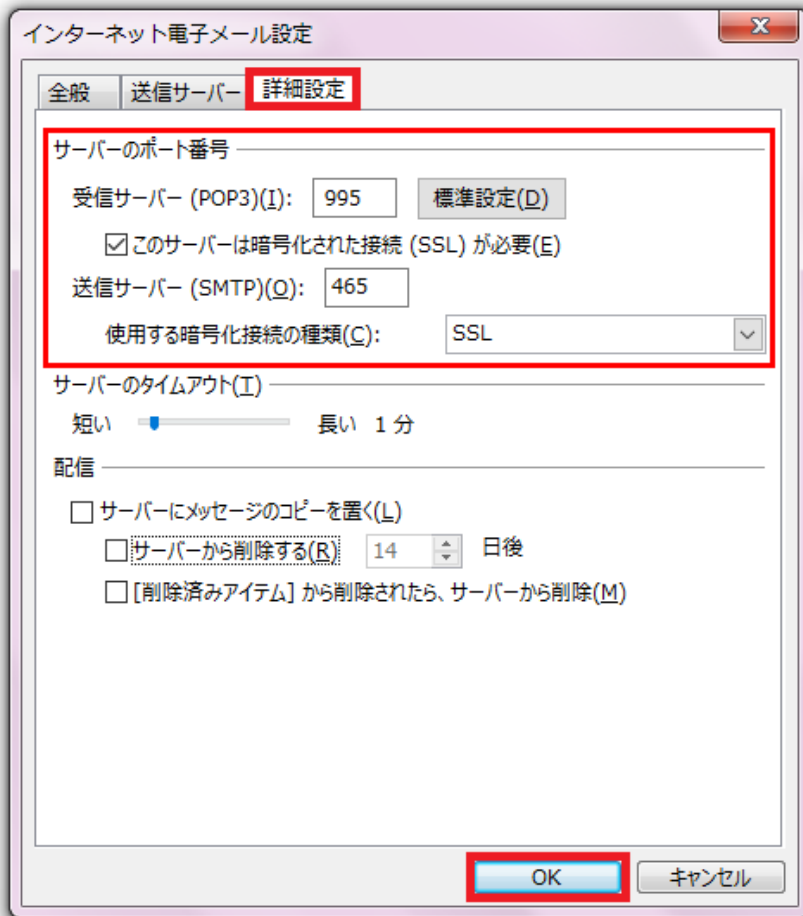 インターネット電子メール設定
全般 送信サーバー 詳細設定
サーバーのポート番号
受信サーバー (POP3)(I): 995 標準設定(D)
このサーバーは暗号化された接続 (SSL) が必要(E)
送信サーバー (SMTP)(O): 465
使用する暗号化接続の種類(C): SSL
サーバーのタイムアウト(T)
短い 長い 1 分
配信
サーバーにメッセージのコピーを置く(L)
サーバーから削除する(R) 14 日後
[削除済みアイテム] から削除されたら、サーバーから削除(M)
OK キャンセル